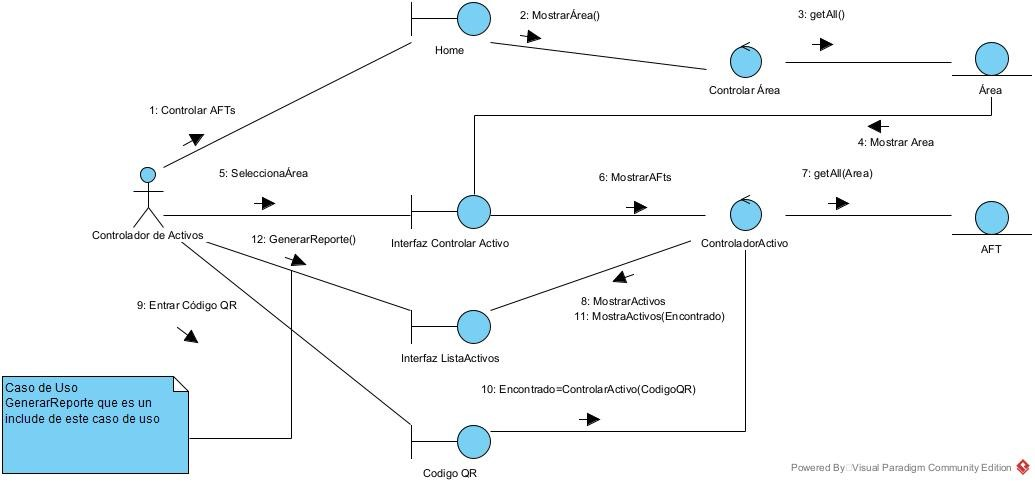 2: MostrarÁrea()
3: getAll()
Home
Controlar Área
Área
1: Controlar AFTs
4: Mostrar Area
5: SeleccionaÁrea
6: MostrarAFts
7: getAll(Area)
Controlador de Activos
12: GenerarReporte()
Interfaz Controlar Activo
ControladorActivo
AFT
9: Entrar Código QR
8: MostrarActivos
11: MostraActivos(Encontrado)
Interfaz ListaActivos
Caso de Uso
GenerarReporte que es un
include de este caso de uso
10: Encontrado=ControlarActivo(CodigoQR)
Codigo QR
Powered By Visual Paradigm Community Edition